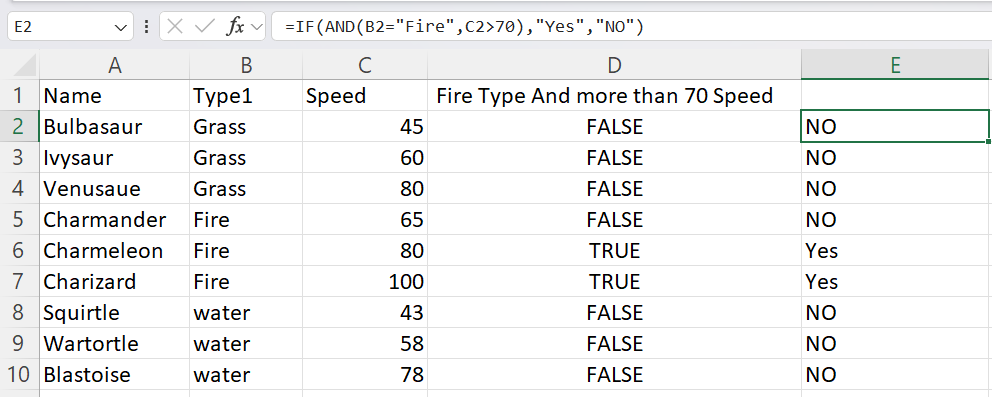 E2 fx =IF(AND(B2="Fire",C2>70),"Yes","NO")
A B C D E
1 Name Type1 Speed Fire Type And more than 70 Speed
2 Bulbasaur Grass 45 FALSE NO
3 Ivysaur Grass 60 FALSE NO
4 Venusaue Grass 80 FALSE NO
5 Charmander Fire 65 FALSE NO
6 Charmeleon Fire 80 TRUE Yes
7 Charizard Fire 100 TRUE Yes
8 Squirtle water 43 FALSE NO
9 Wartortle water 58 FALSE NO
10 Blastoise water 78 FALSE NO